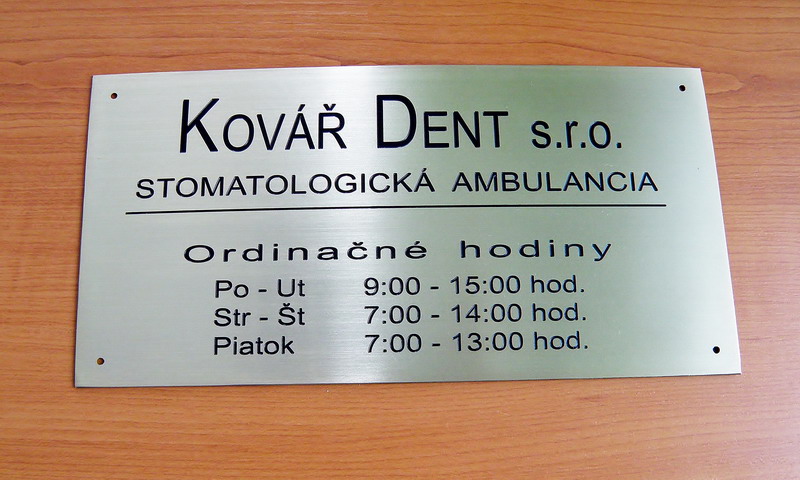 KOVÁŘ DENT s.r.o.
STOMATOLOGICKÁ AMBULANCIA
Ordinačné hodiny
Po - Ut 9:00 - 15:00 hod.
Str - Št 7:00 - 14:00 hod.
Piatok 7:00 - 13:00 hod.